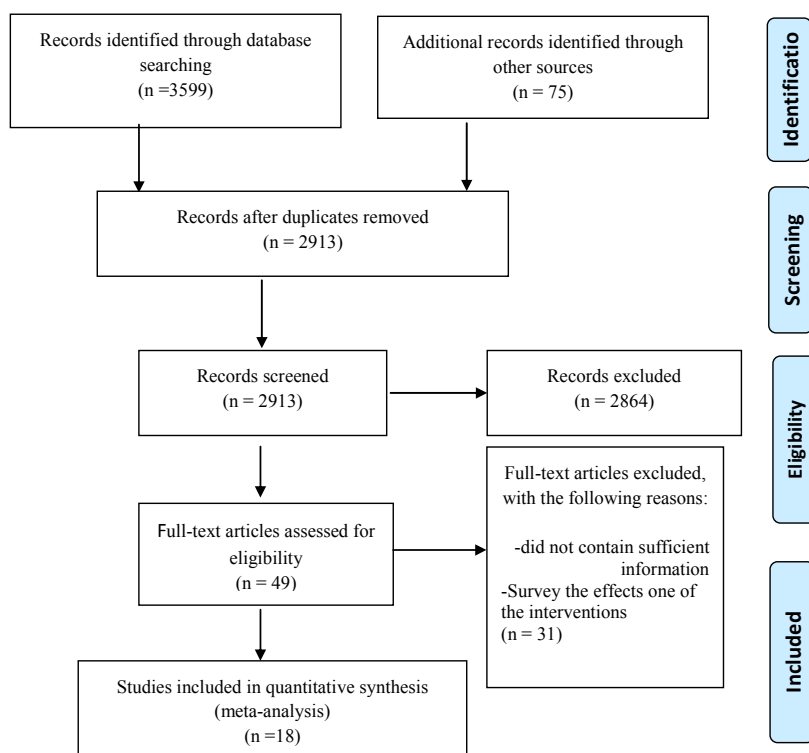 Records identified through database
searching
(n =3599)
Additional records identified through
other sources
(n = 75)
Identificatio
Records after duplicates removed
(n = 2913)
Screening
Records screened
(n = 2913)
Records excluded
(n = 2864)
Eligibility
Full-text articles assessed for
eligibility
(n = 49)
Full-text articles excluded,
with the following reasons:
-did not contain sufficient
information
-Survey the effects one
of the interventions
(n = 31)
Studies included in quantitative synthesis
(meta-analysis)
(n =18)
Included